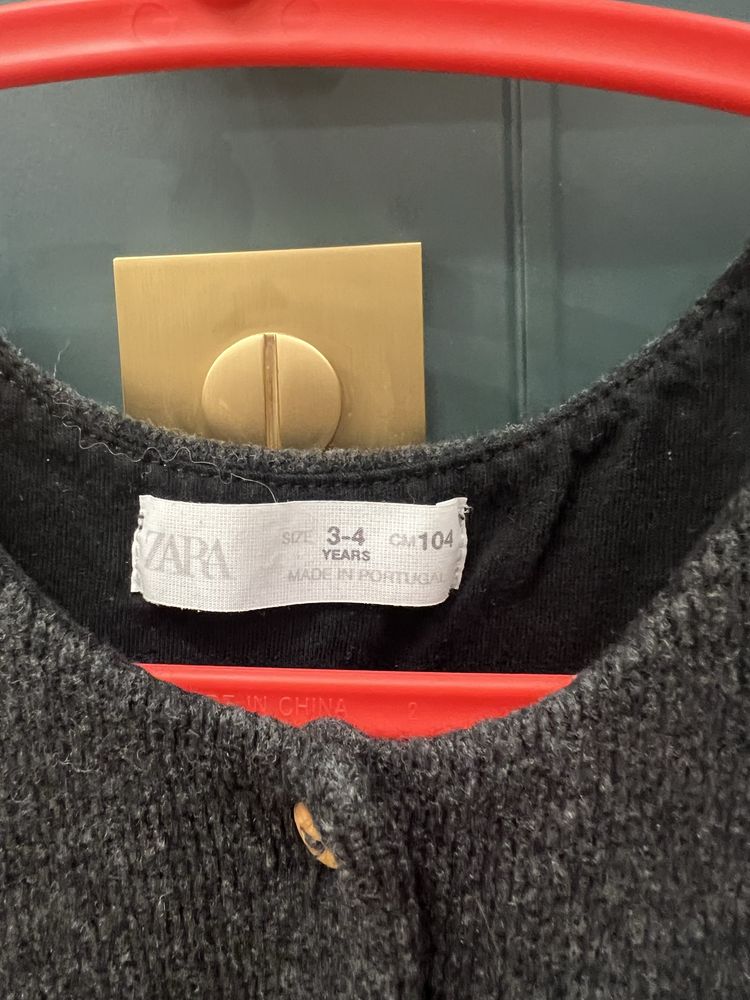 ZARA
SIZE 3-4 CM 104
YEARS
MADE IN PORTUGAL
IN CHINA 2